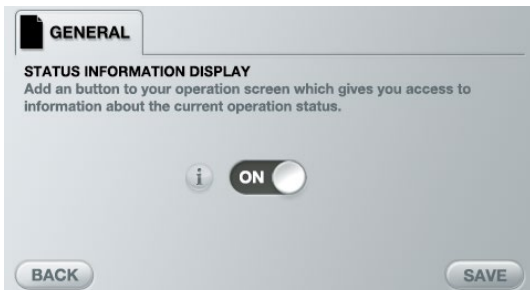 GENERAL
STATUS INFORMATION DISPLAY
Add an button to your operation screen which gives you access to
information about the current operation status.
i ON
BACK
SAVE